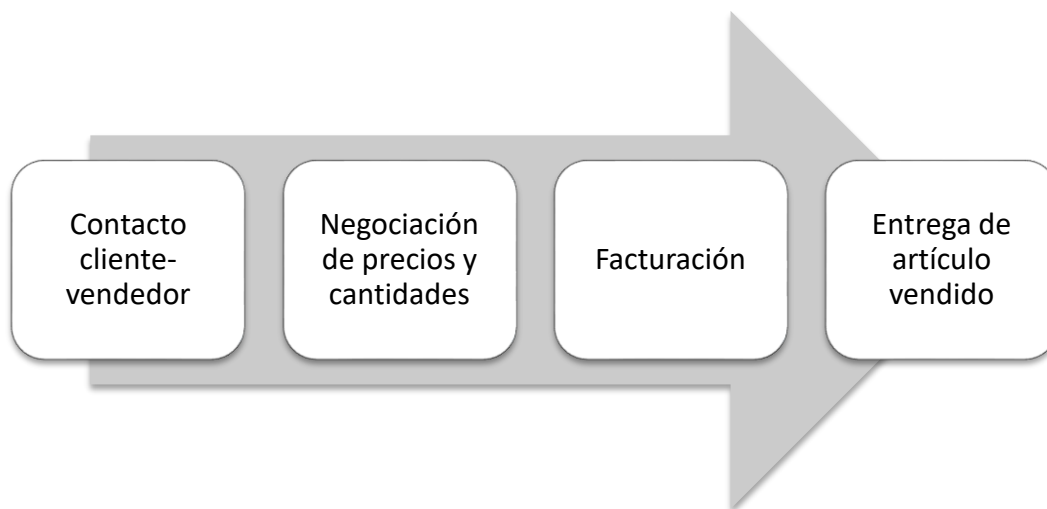 Contacto
cliente-
vendedor
Negociación
de precios y
cantidades
Facturación
Entrega de
artículo
vendido